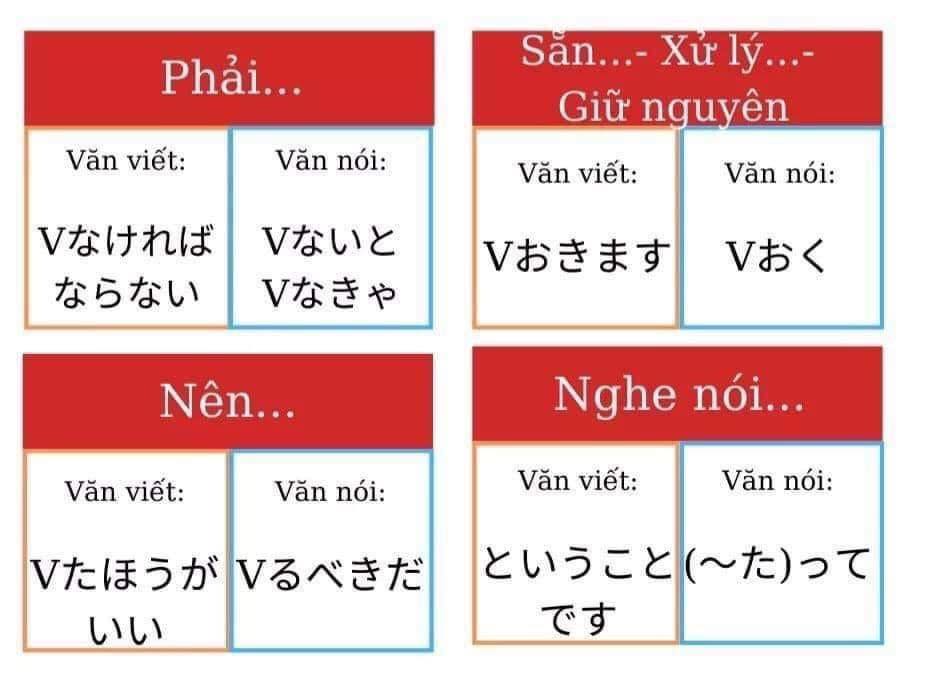 Phải...
Văn viết:
Vなければ
ならない
Văn nói:
Vないと
Vなきゃ
Sẵn...- Xử lý...-
Giữ nguyên
Văn viết:
Vおきます
Văn nói:
Vおく
Nên...
Văn viết:
Vたほうが
いい
Văn nói:
Vるべきだ
Nghe nói...
Văn viết:
ということ
です
Văn nói:
(～た)って